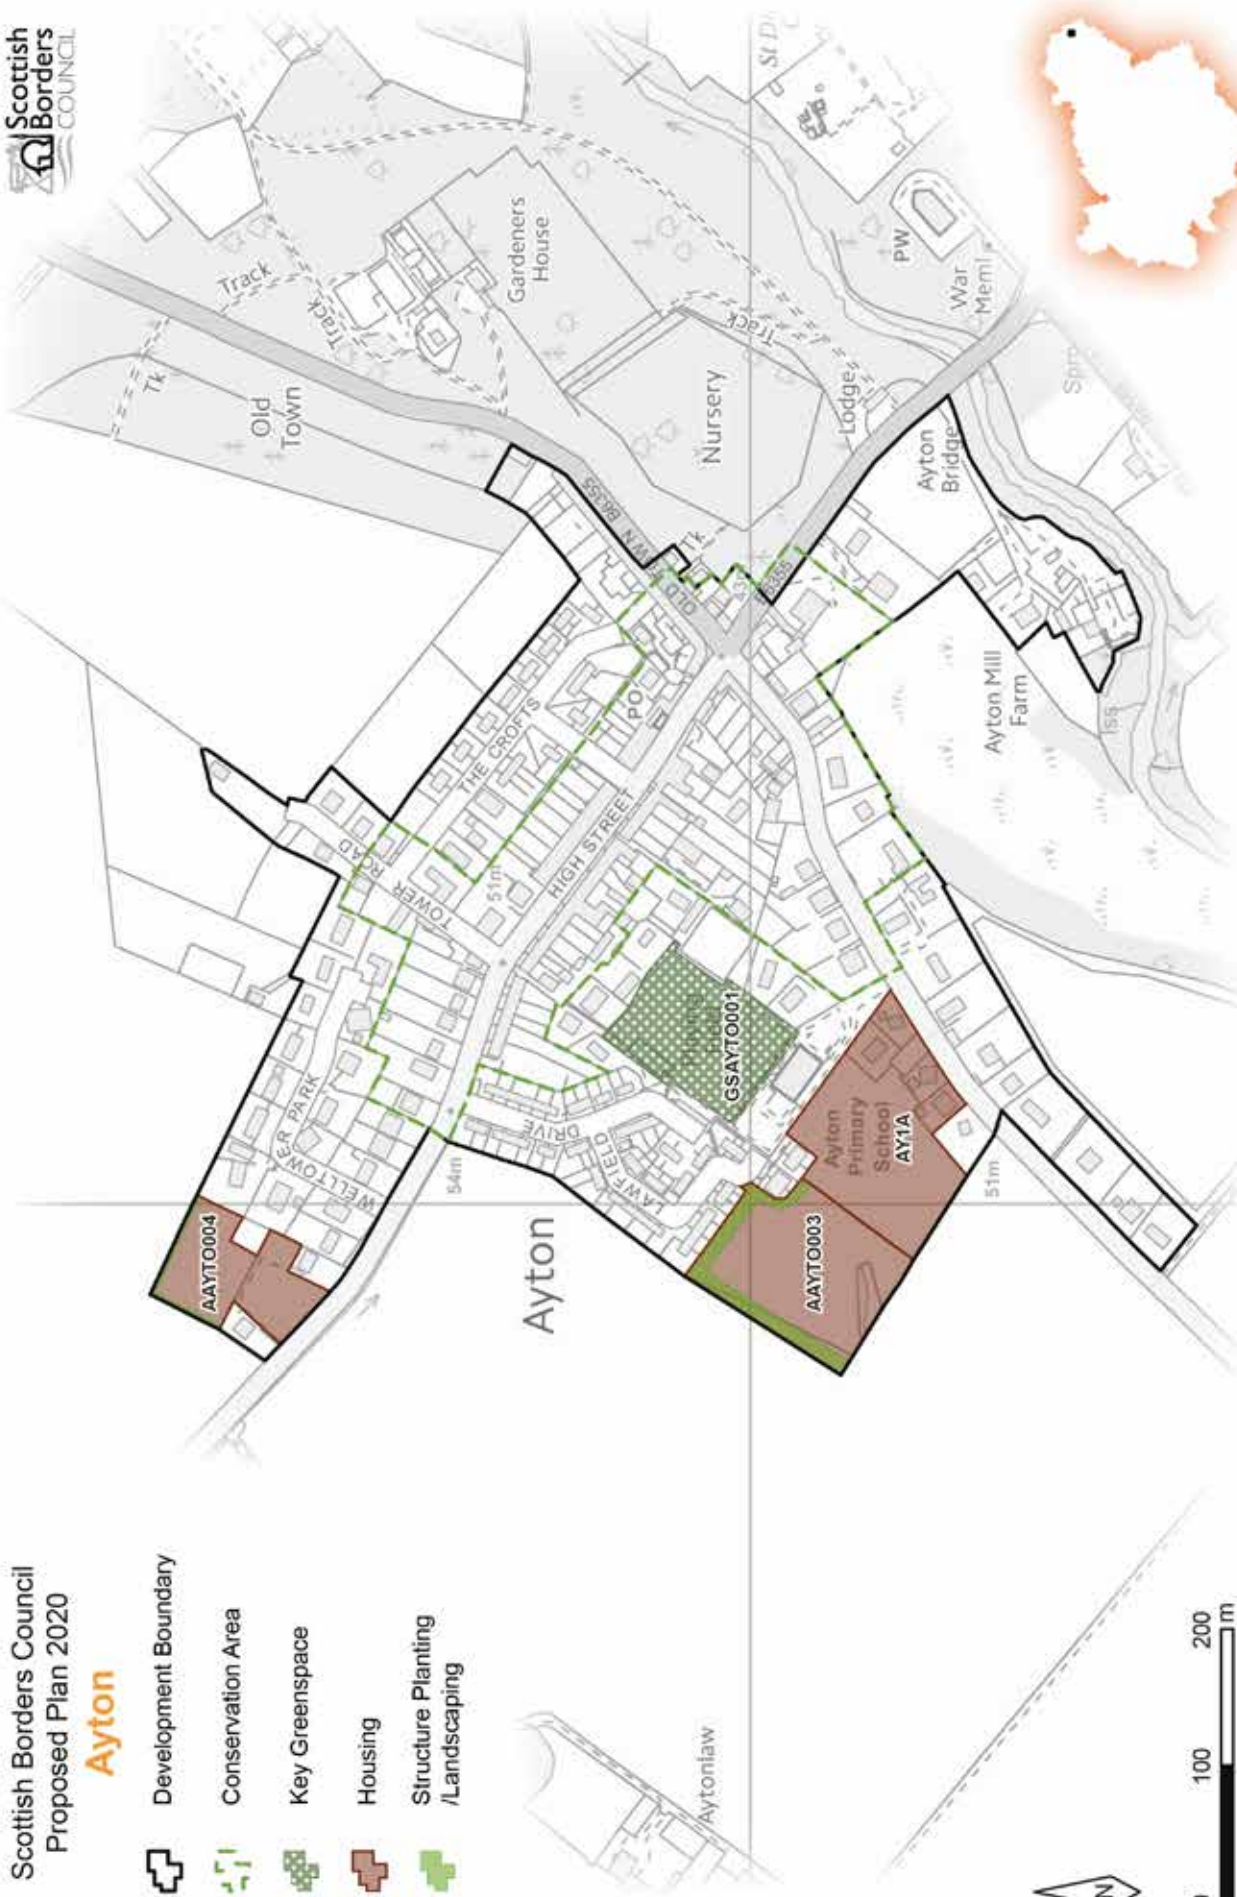 Scottish Borders Council
Proposed Plan 2020
Ayton
Development Boundary
Conservation Area
Key Greenspace
Housing
Structure Planting
/Landscaping
Scottish
Borders
COUNCIL
Track
Track
Tk
Old
Town
Gardeners
House
Nursery
Track
Lodge
PW
War
Meml
Ayton
Bridge
B6355
OLD
Tk
THE CROFTS
PO
HIGH STREET
TOWER ROAD
51m
WELLTOWER PARK
54m
LAWFIELD
DRIVE
GSAYTO001
Ayton
Primary
School
AY1A
AAYTO003
AAYTO004
Ayton
51m
Ayton Mill
Farm
Iss
Aytonlaw
N
100
200
m